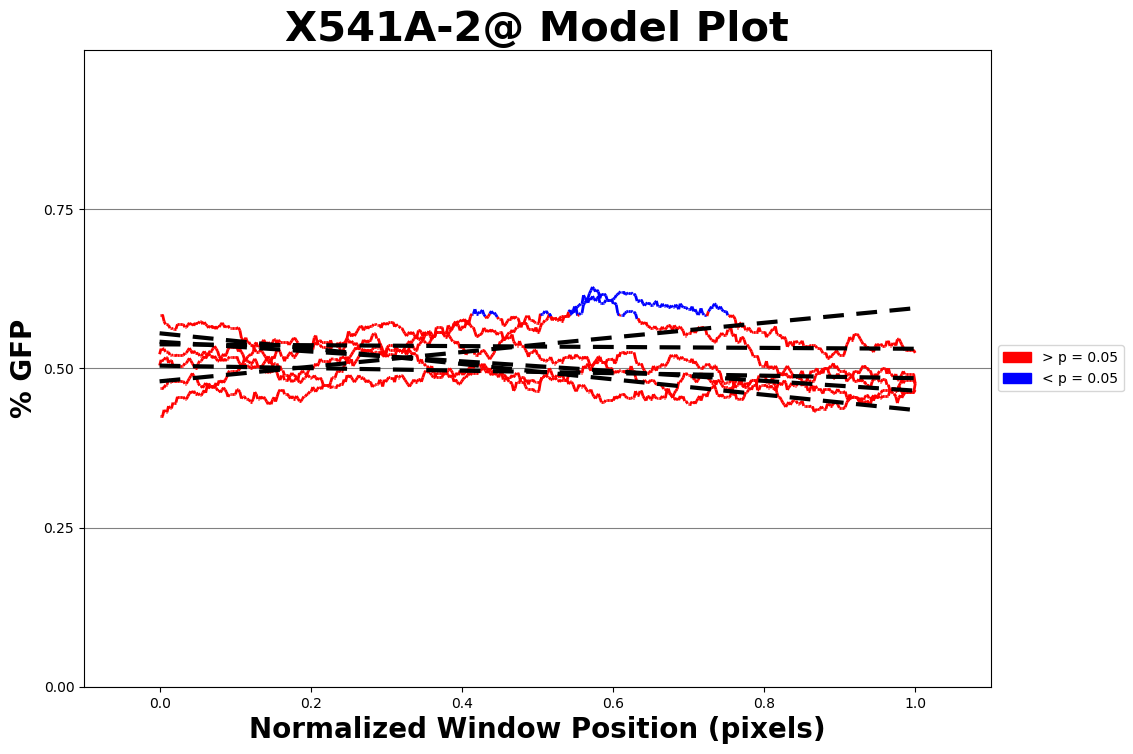 X541A-2@ Model Plot
% GFP
0.75
0.50
0.25
0.00
0.0 0.2 0.4 0.6 0.8 1.0
Normalized Window Position (pixels)
> p = 0.05
< p = 0.05